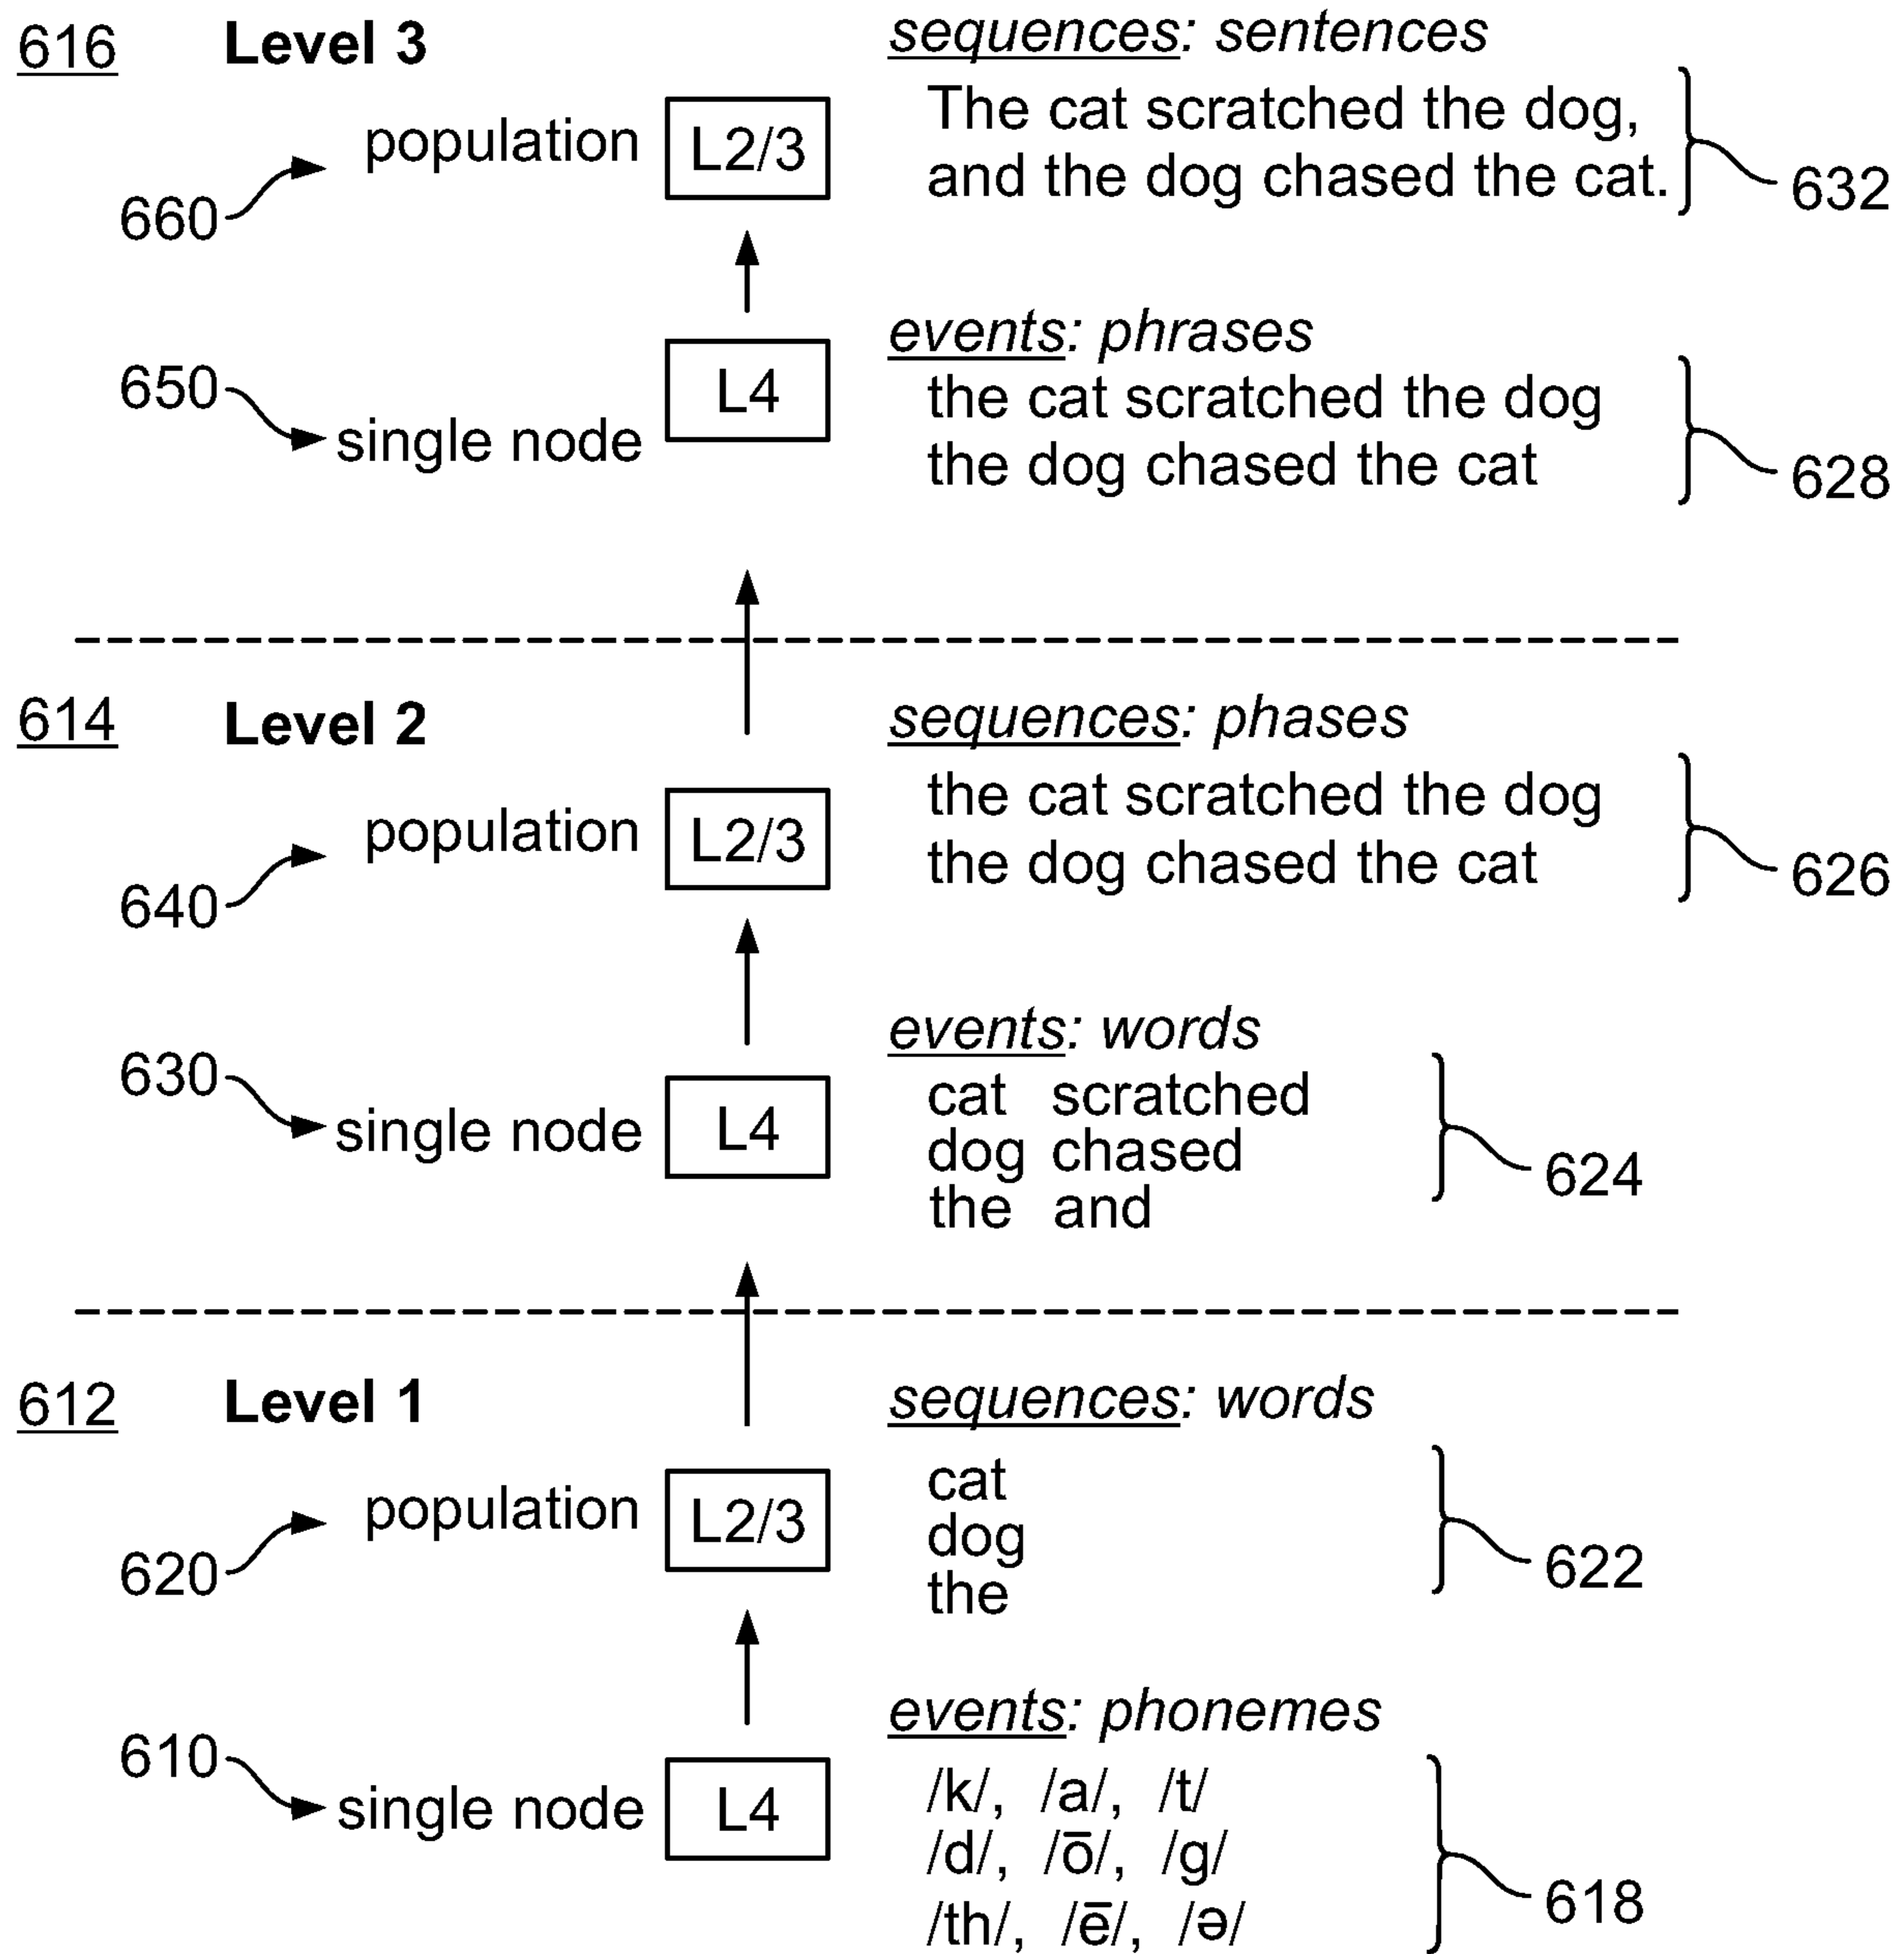 616 Level 3 sequences: sentences
population L2/3 The cat scratched the dog,
and the dog chased the cat.
660 632
events: phrases
650 L4 the cat scratched the dog
single node the dog chased the cat
628
614 Level 2 sequences: phases
population L2/3 the cat scratched the dog
the dog chased the cat
640 626
events: words
630 cat scratched
single node L4 dog chased
the and
624
612 Level 1 sequences: words
population L2/3 cat
dog
the
620 622
events: phonemes
610 /k/, /a/, /t/
single node L4 /d/, /ō/, /g/
/th/, /ē/, /ə/
618